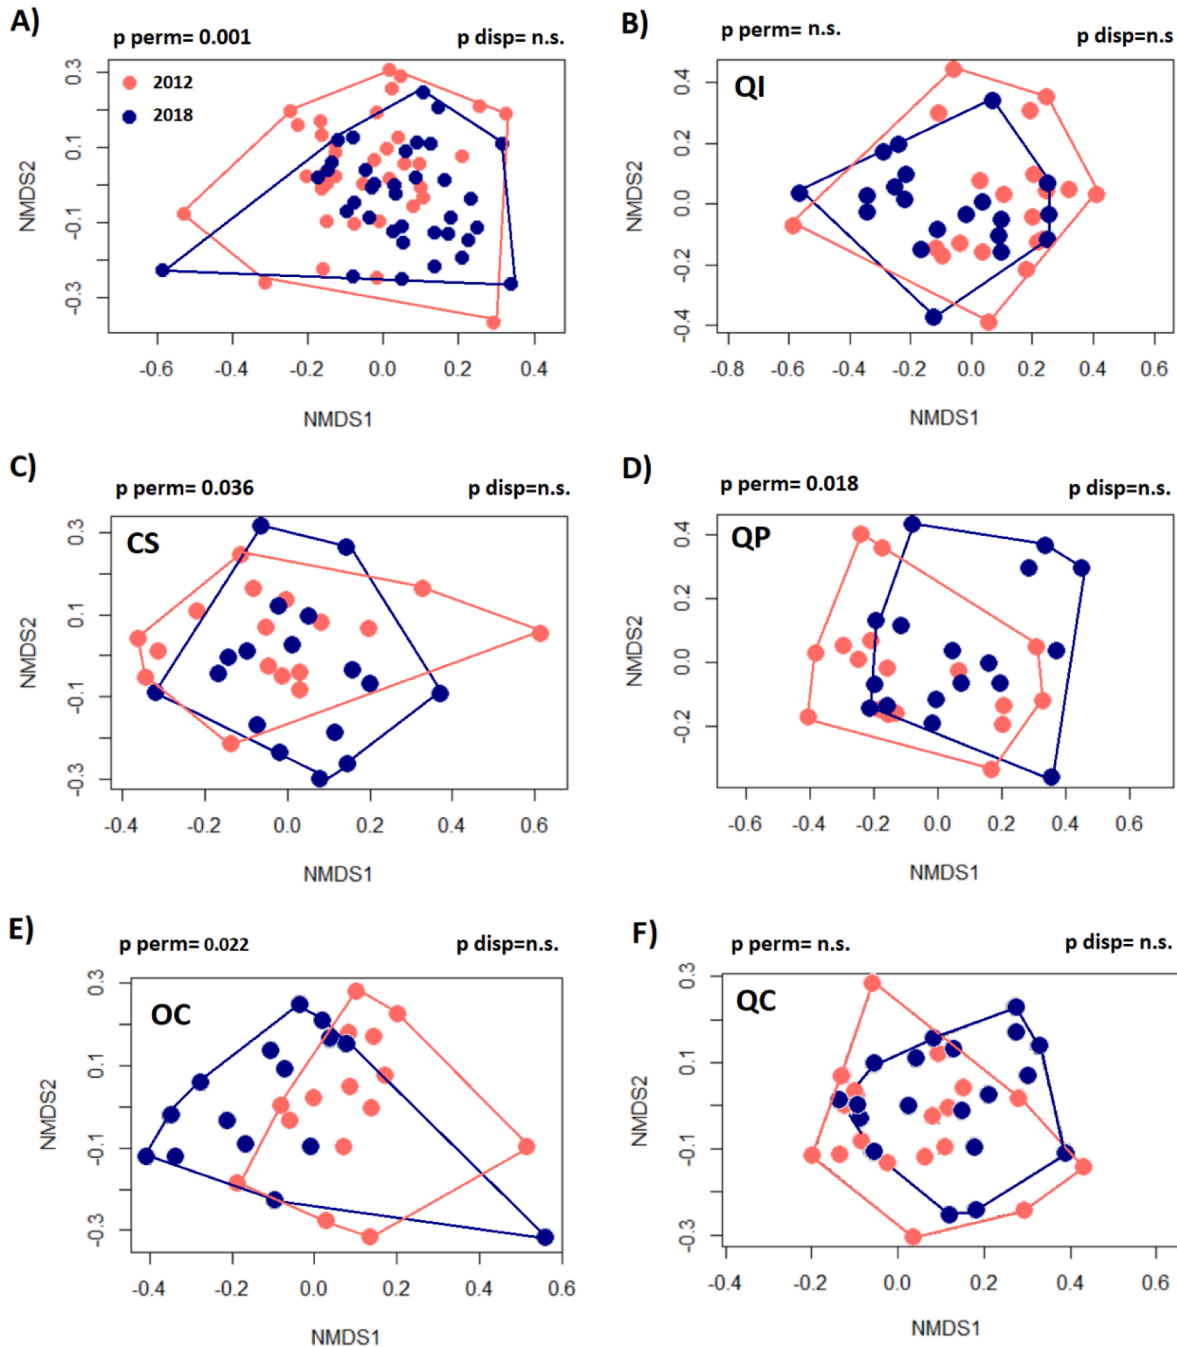 A)
p perm= 0.001
p disp= n.s.
2012
2018
NMDS2
0.3
0.1
-0.1
-0.3
-0.6
-0.4
-0.2
0.0
0.2
0.4
NMDS1
B)
p perm= n.s.
p disp=n.s
QI
NMDS2
0.4
0.2
0.0
-0.2
-0.4
-0.8
-0.6
-0.4
-0.2
0.0
0.2
0.4
0.6
NMDS1
C)
p perm= 0.036
p disp=n.s.
CS
NMDS2
0.3
0.1
-0.1
-0.3
-0.4
-0.2
0.0
0.2
0.4
0.6
NMDS1
D)
p perm= 0.018
p disp=n.s.
QP
NMDS2
0.4
0.2
0.0
-0.2
-0.6
-0.4
-0.2
0.0
0.2
0.4
0.6
NMDS1
E)
p perm= 0.022
p disp=n.s.
OC
NMDS2
0.3
0.1
-0.1
-0.3
-0.4
-0.2
0.0
0.2
0.4
0.6
NMDS1
F)
p perm= n.s.
p disp= n.s.
QC
NMDS2
0.3
0.1
-0.1
-0.3
-0.2
0.0
0.2
0.4
0.6
NMDS1